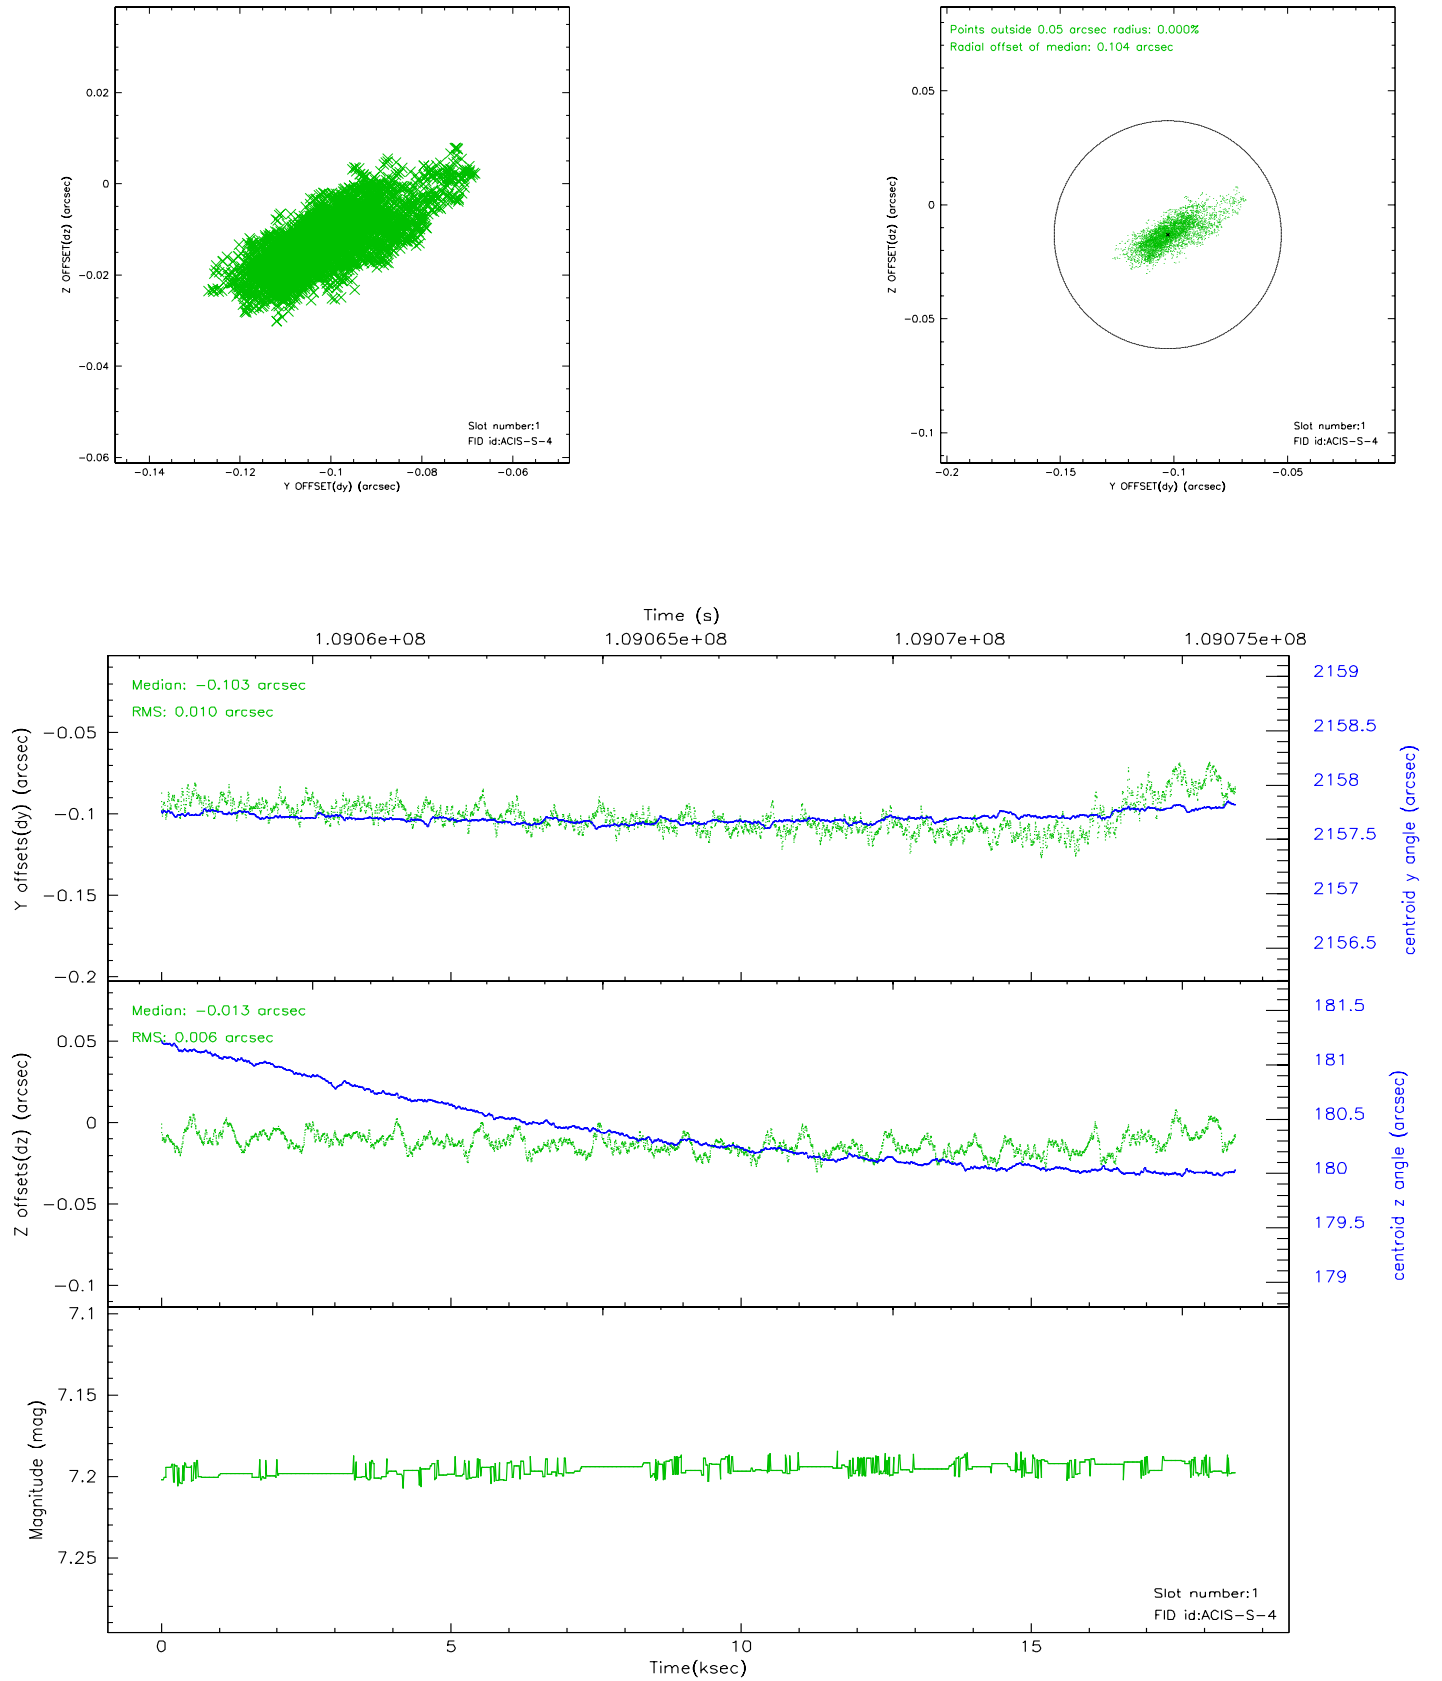 0.02
0
−0.02
−0.04
−0.06
Z OFFSET(dz) (arcsec)
−0.14
−0.12
−0.1
−0.08
−0.06
Y OFFSET(dy) (arcsec)
Slot number:1
FID id:ACIS−S−4
Points outside 0.05 arcsec radius: 0.000%
Radial offset of median: 0.104 arcsec
0.05
0
−0.05
−0.1
Z OFFSET(dz) (arcsec)
−0.2
−0.15
−0.1
−0.05
Y OFFSET(dy) (arcsec)
Slot number:1
FID id:ACIS−S−4
Time (s)
1.0906e+08
1.09065e+08
1.0907e+08
1.09075e+08
Median: −0.103 arcsec
RMS: 0.010 arcsec
−0.05
−0.1
−0.15
−0.2
Y offsets(dy) (arcsec)
2159
2158.5
2158
2157.5
2157
2156.5
centroid y angle (arcsec)
Median: −0.013 arcsec
RMS: 0.006 arcsec
0.05
0
−0.05
−0.1
Z offsets(dz) (arcsec)
181.5
181
180.5
180
179.5
179
centroid z angle (arcsec)
7.1
7.15
7.2
7.25
Magnitude (mag)
Slot number:1
FID id:ACIS−S−4
0
5
10
15
Time(ksec)